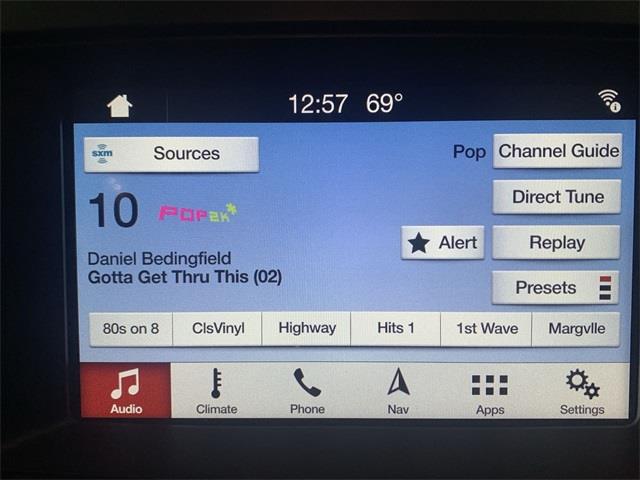 12:57 69°
sxm Sources
Pop Channel Guide
Direct Tune
10 POP2K
Alert Replay
Daniel Bedingfield
Gotta Get Thru This (02)
Presets
80s on 8 ClsVinyl Highway Hits 1 1st Wave Margvlle
Audio Climate Phone Nav Apps Settings